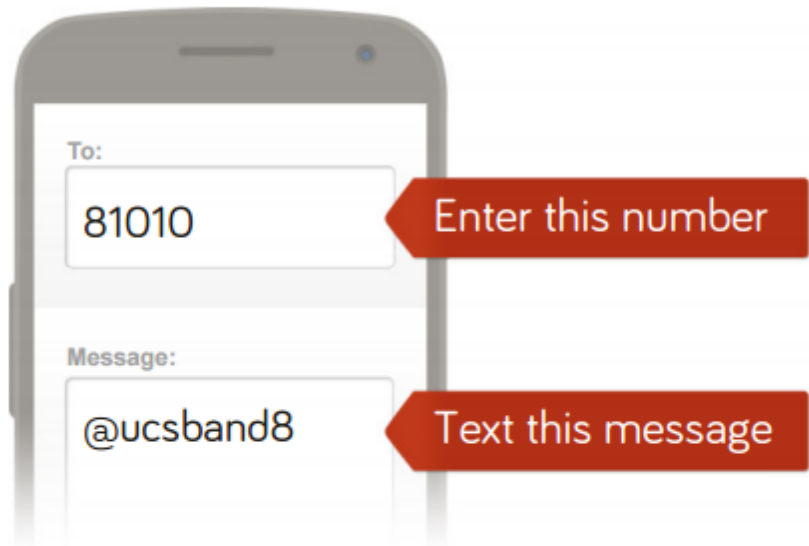 To:
81010
Enter this number
Message:
@ucsband8
Text this message